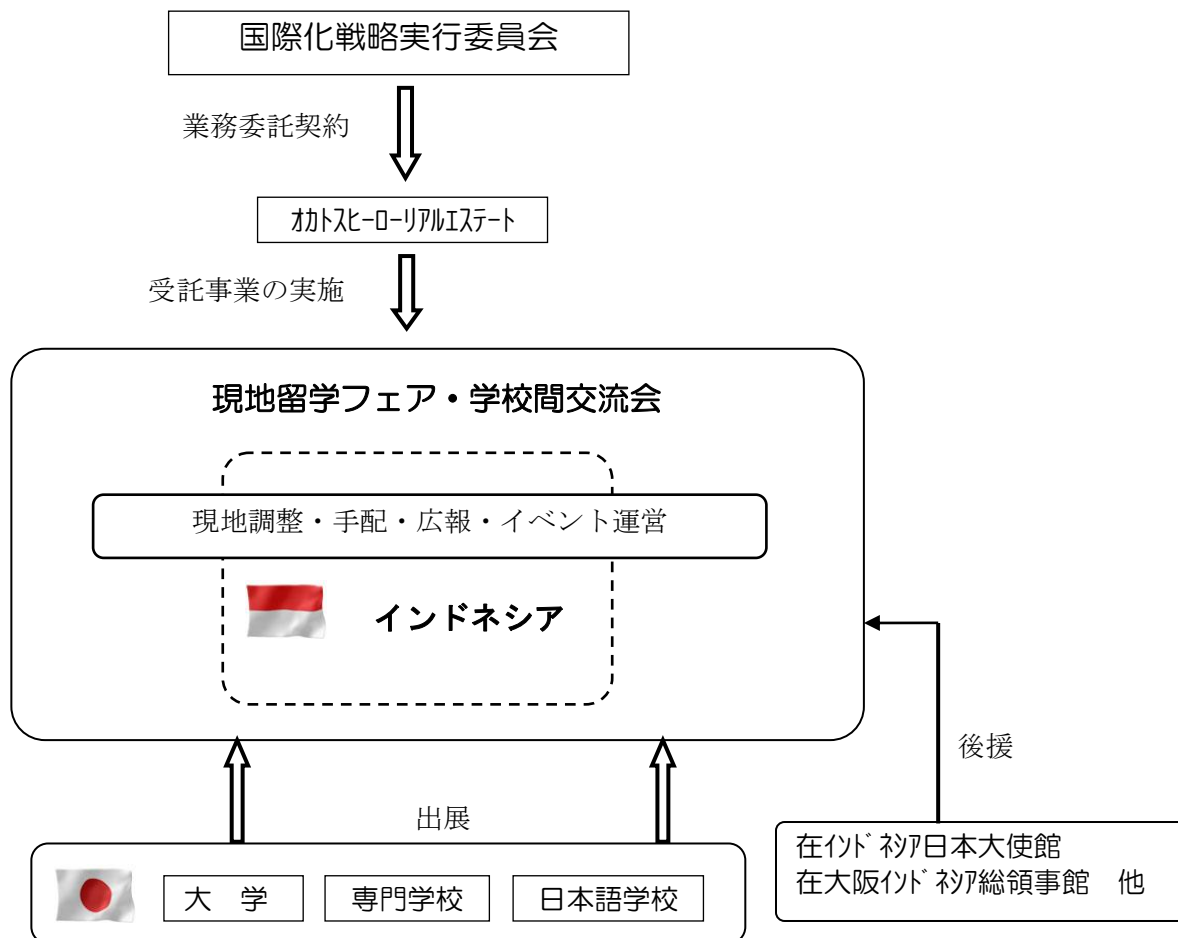 国際化戦略実行委員会
業務委託契約
ｵｶﾄｽﾋｰﾛｰﾘｱﾙｴｽﾃｰﾄ
受託事業の実施
現地留学フェア・学校間交流会
現地調整・手配・広報・イベント運営
インドネシア
後援
出展
在ｲﾝﾄﾞﾈｼｱ日本大使館
在大阪ｲﾝﾄﾞﾈｼｱ総領事館　他
大　学
専門学校
日本語学校